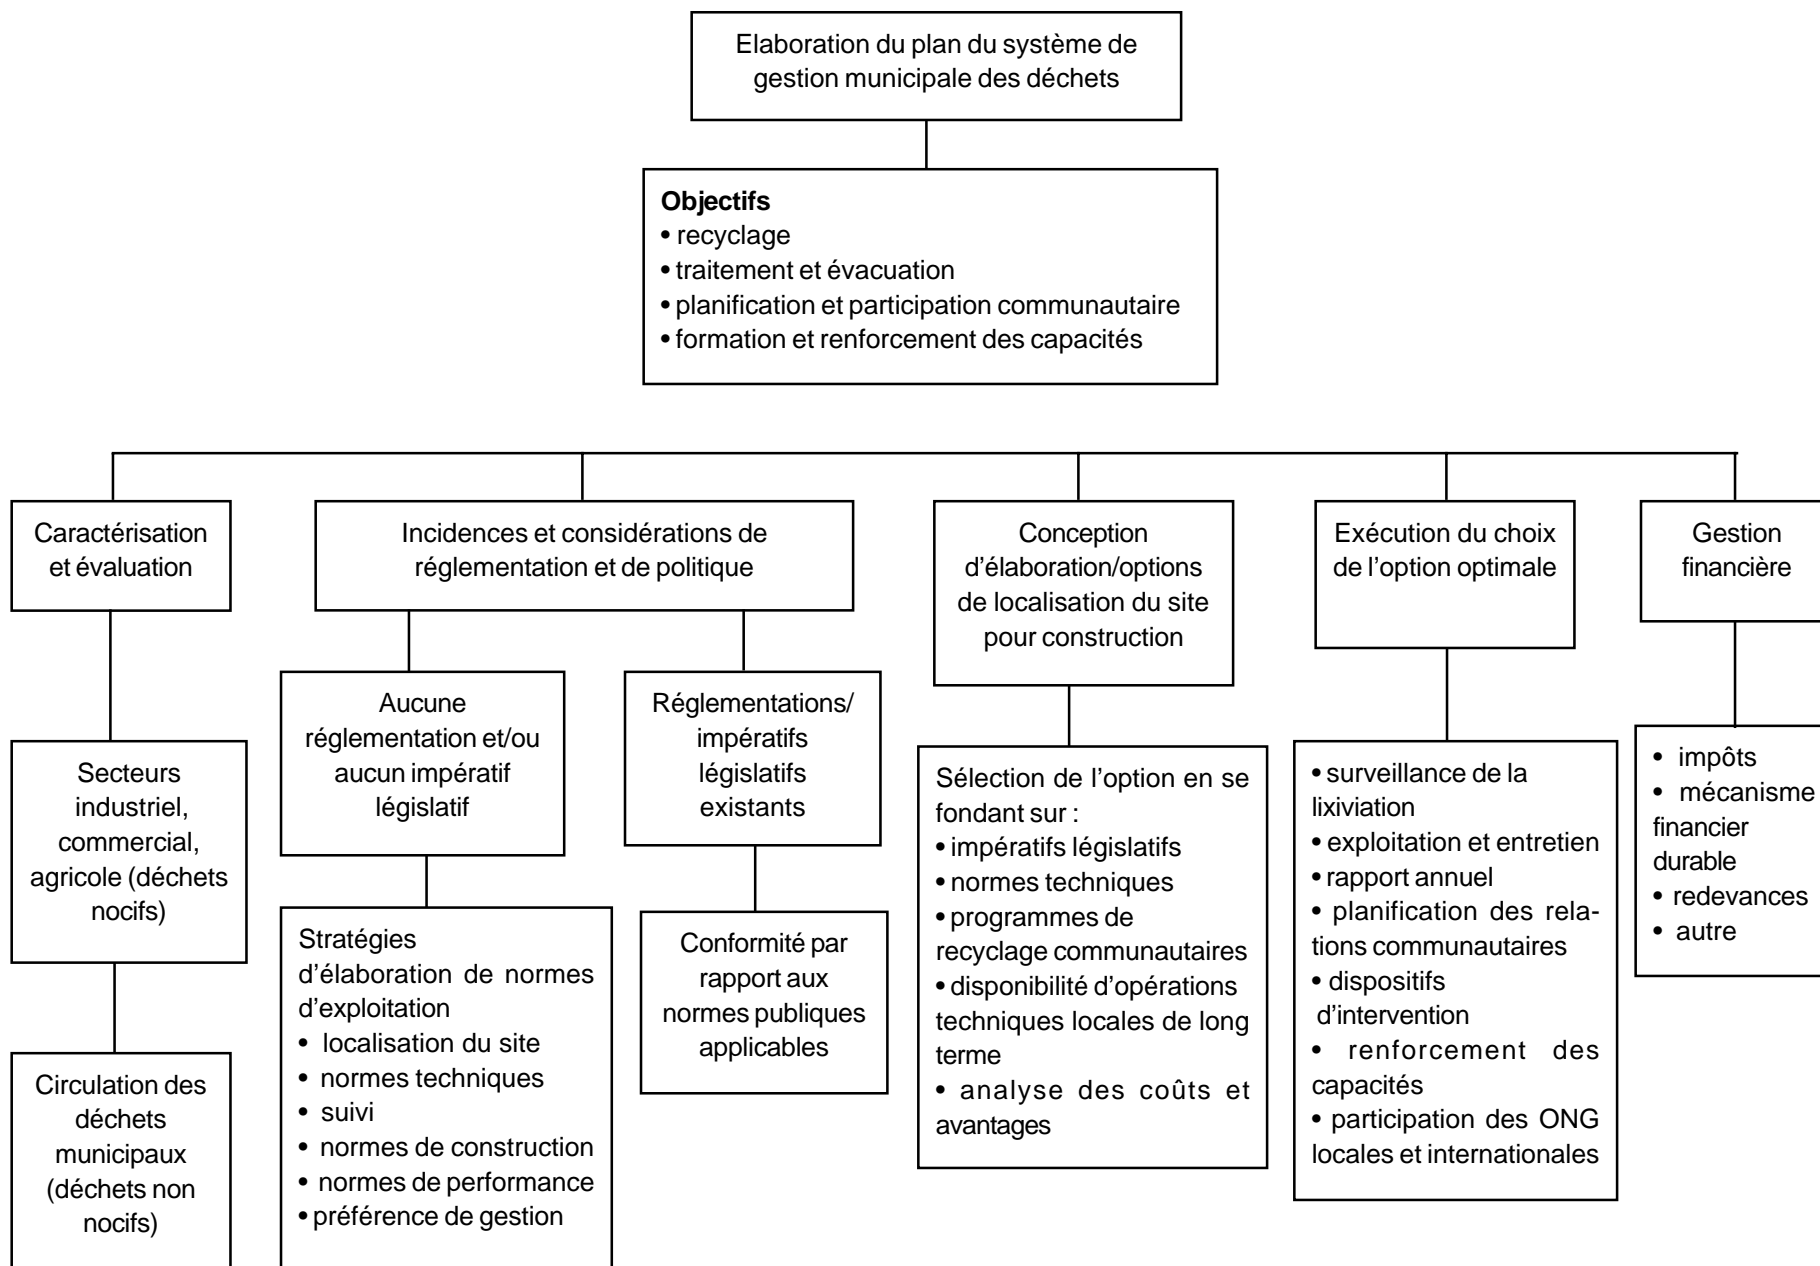 Elaboration du plan du système de
gestion municipale des déchets
Objectifs
• recyclage
• traitement et évacuation
• planification et participation communautaire
• formation et renforcement des capacités
Caractérisation
et évaluation
Secteurs
industriel,
commercial,
agricole (déchets
nocifs)
Circulation des
déchets
municipaux
(déchets non
nocifs)
Incidences et considérations de
réglementation et de politique
Aucune
réglementation et/ou
aucun impératif
législatif
Stratégies
d'élaboration de normes
d'exploitation
• localisation du site
• normes techniques
• suivi
• normes de construction
• normes de performance
• préférence de gestion
Réglementations/
impératifs
législatifs
existants
Conformité par
rapport aux
normes publiques
applicables
Conception
d'élaboration/options
de localisation du site
pour construction
Sélection de l'option en se
fondant sur :
• impératifs législatifs
• normes techniques
• programmes de
recyclage communautaires
• disponibilité d'opérations
techniques locales de long
terme
• analyse des coûts et
avantages
Exécution du choix
de l'option optimale
• surveillance de la
lixiviation
• exploitation et entretien
• rapport annuel
• planification des rela-
tions communautaires
• dispositifs
d'intervention
• renforcement des
capacités
• participation des ONG
locales et internationales
Gestion
financière
• impôts
• mécanisme
financier
durable
• redevances
• autre